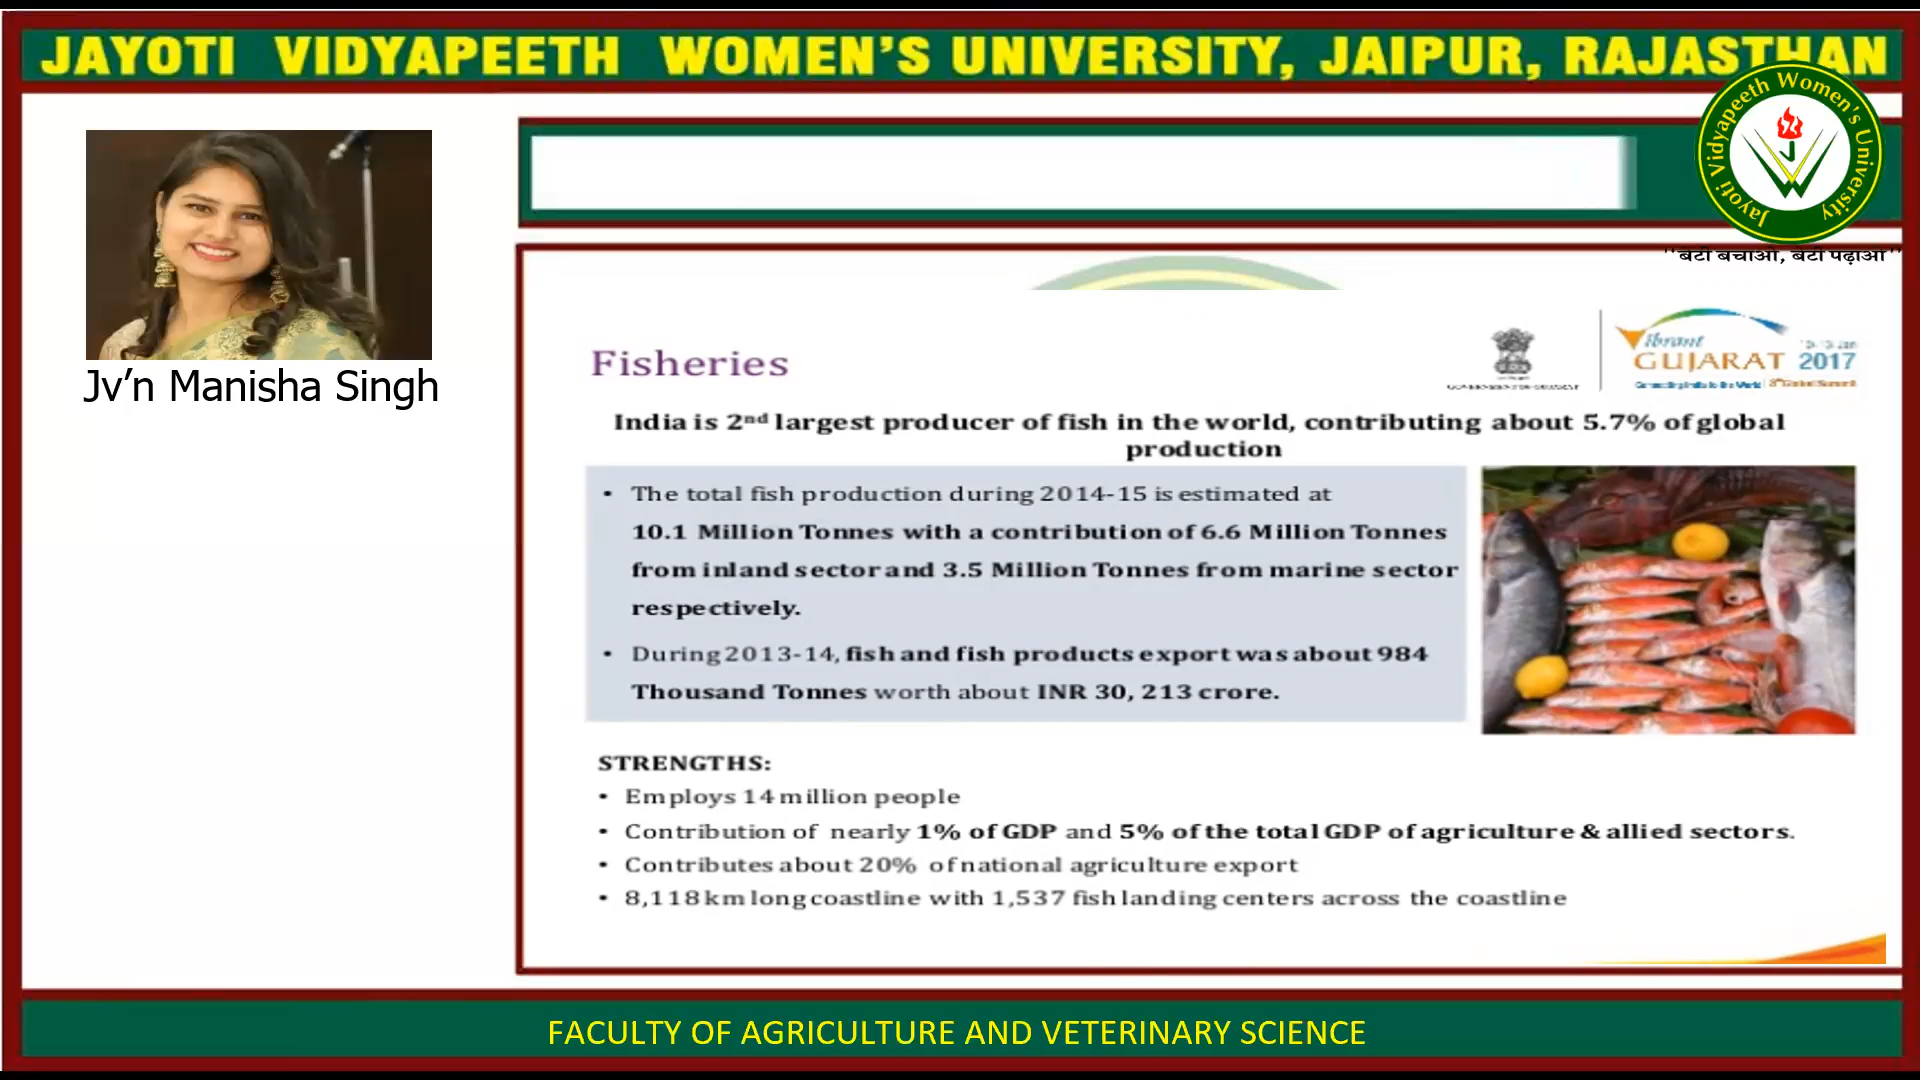 JAYOTI VIDYAPEETH WOMEN'S UNIVERSITY, JAIPUR, RAJASTHAN
Jayoti Vidyapeeth Women's University
"बेटी बचाओ, बेटी पढ़ाओ"
Jv'n Manisha Singh
Fisheries
Vibrant
GUJARAT 2017
India is 2nd largest producer of fish in the world, contributing about 5.7% of global
production
• The total fish production during 2014-15 is estimated at
10.1 Million Tonnes with a contribution of 6.6 Million Tonnes
from inland sector and 3.5 Million Tonnes from marine sector
respectively.
• During 2013-14, fish and fish products export was about 984
Thousand Tonnes worth about INR 30, 213 crore.
STRENGTHS:
• Employs 14 million people
• Contribution of nearly 1% of GDP and 5% of the total GDP of agriculture & allied sectors.
• Contributes about 20% of national agriculture export
• 8,118 km long coastline with 1,537 fish landing centers across the coastline
FACULTY OF AGRICULTURE AND VETERINARY SCIENCE